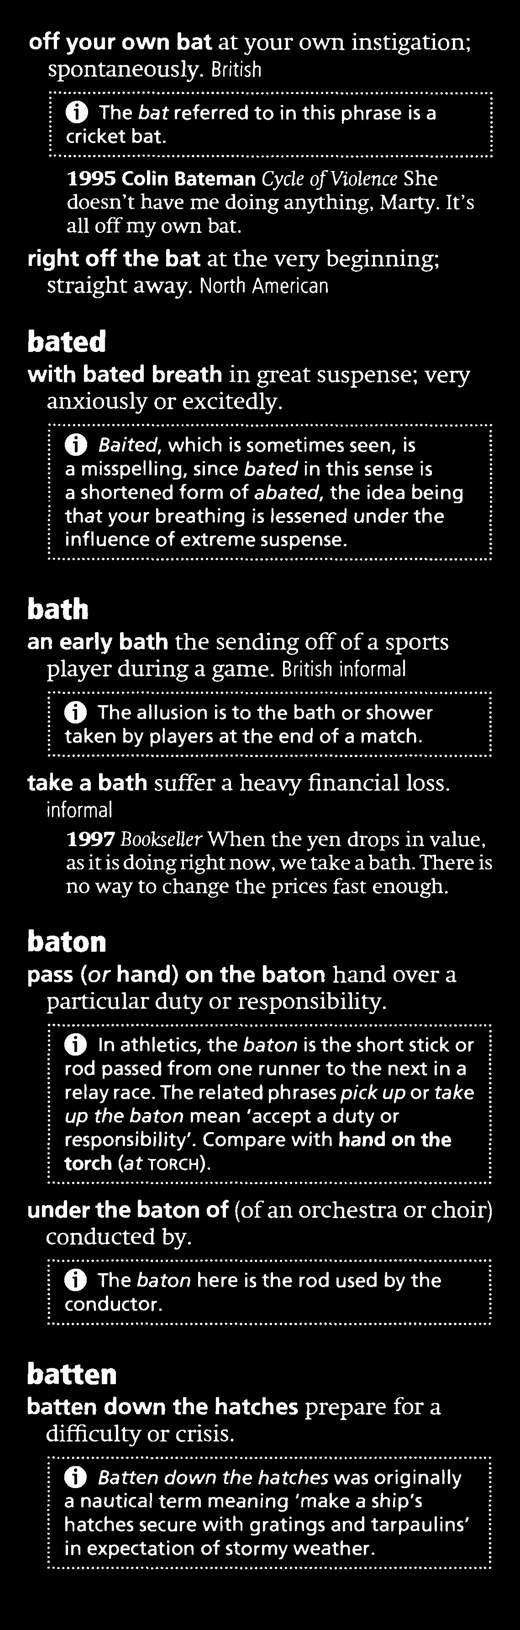 off your own bat at your own instigation;
spontaneously. British
i The bat referred to in this phrase is a
cricket bat.
1995 Colin Bateman Cycle of Violence She
doesn't have me doing anything, Marty. It's
all off my own bat.
right off the bat at the very beginning;
straight away. North American
bated
with bated breath in great suspense; very
anxiously or excitedly.
i Baited, which is sometimes seen, is
a misspelling, since bated in this sense is
a shortened form of abated, the idea being
that your breathing is lessened under the
influence of extreme suspense.
bath
an early bath the sending off of a sports
player during a game. British informal
i The allusion is to the bath or shower
taken by players at the end of a match.
take a bath suffer a heavy financial loss.
informal
1997 Bookseller When the yen drops in value,
as it is doing right now, we take a bath. There is
no way to change the prices fast enough.
baton
pass (or hand) on the baton hand over a
particular duty or responsibility.
i In athletics, the baton is the short stick or
rod passed from one runner to the next in a
relay race. The related phrases pick up or take
up the baton mean 'accept a duty or
responsibility'. Compare with hand on the
torch (at TORCH).
under the baton of (of an orchestra or choir)
conducted by.
i The baton here is the rod used by the
conductor.
batten
batten down the hatches prepare for a
difficulty or crisis.
i Batten down the hatches was originally
a nautical term meaning 'make a ship's
hatches secure with gratings and tarpaulins'
in expectation of stormy weather.